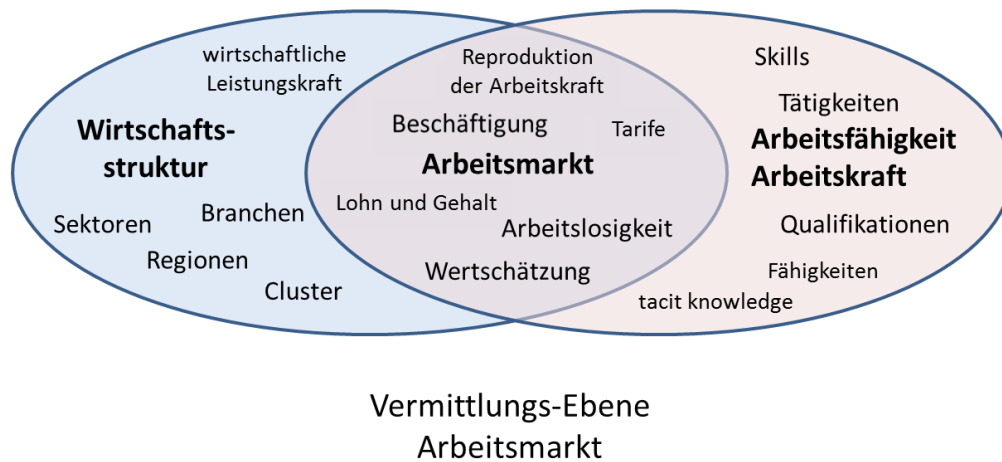 wirtschaftliche
Leistungskraft
Wirtschafts-
struktur
Sektoren
Branchen
Regionen
Cluster
Reproduktion
der Arbeitskraft
Beschäftigung
Tarife
Arbeitsmarkt
Lohn und Gehalt
Arbeitslosigkeit
Wertschätzung
Skills
Tätigkeiten
Arbeitsfähigkeit
Arbeitskraft
Qualifikationen
Fähigkeiten
tacit knowledge
Vermittlungs-Ebene
Arbeitsmarkt